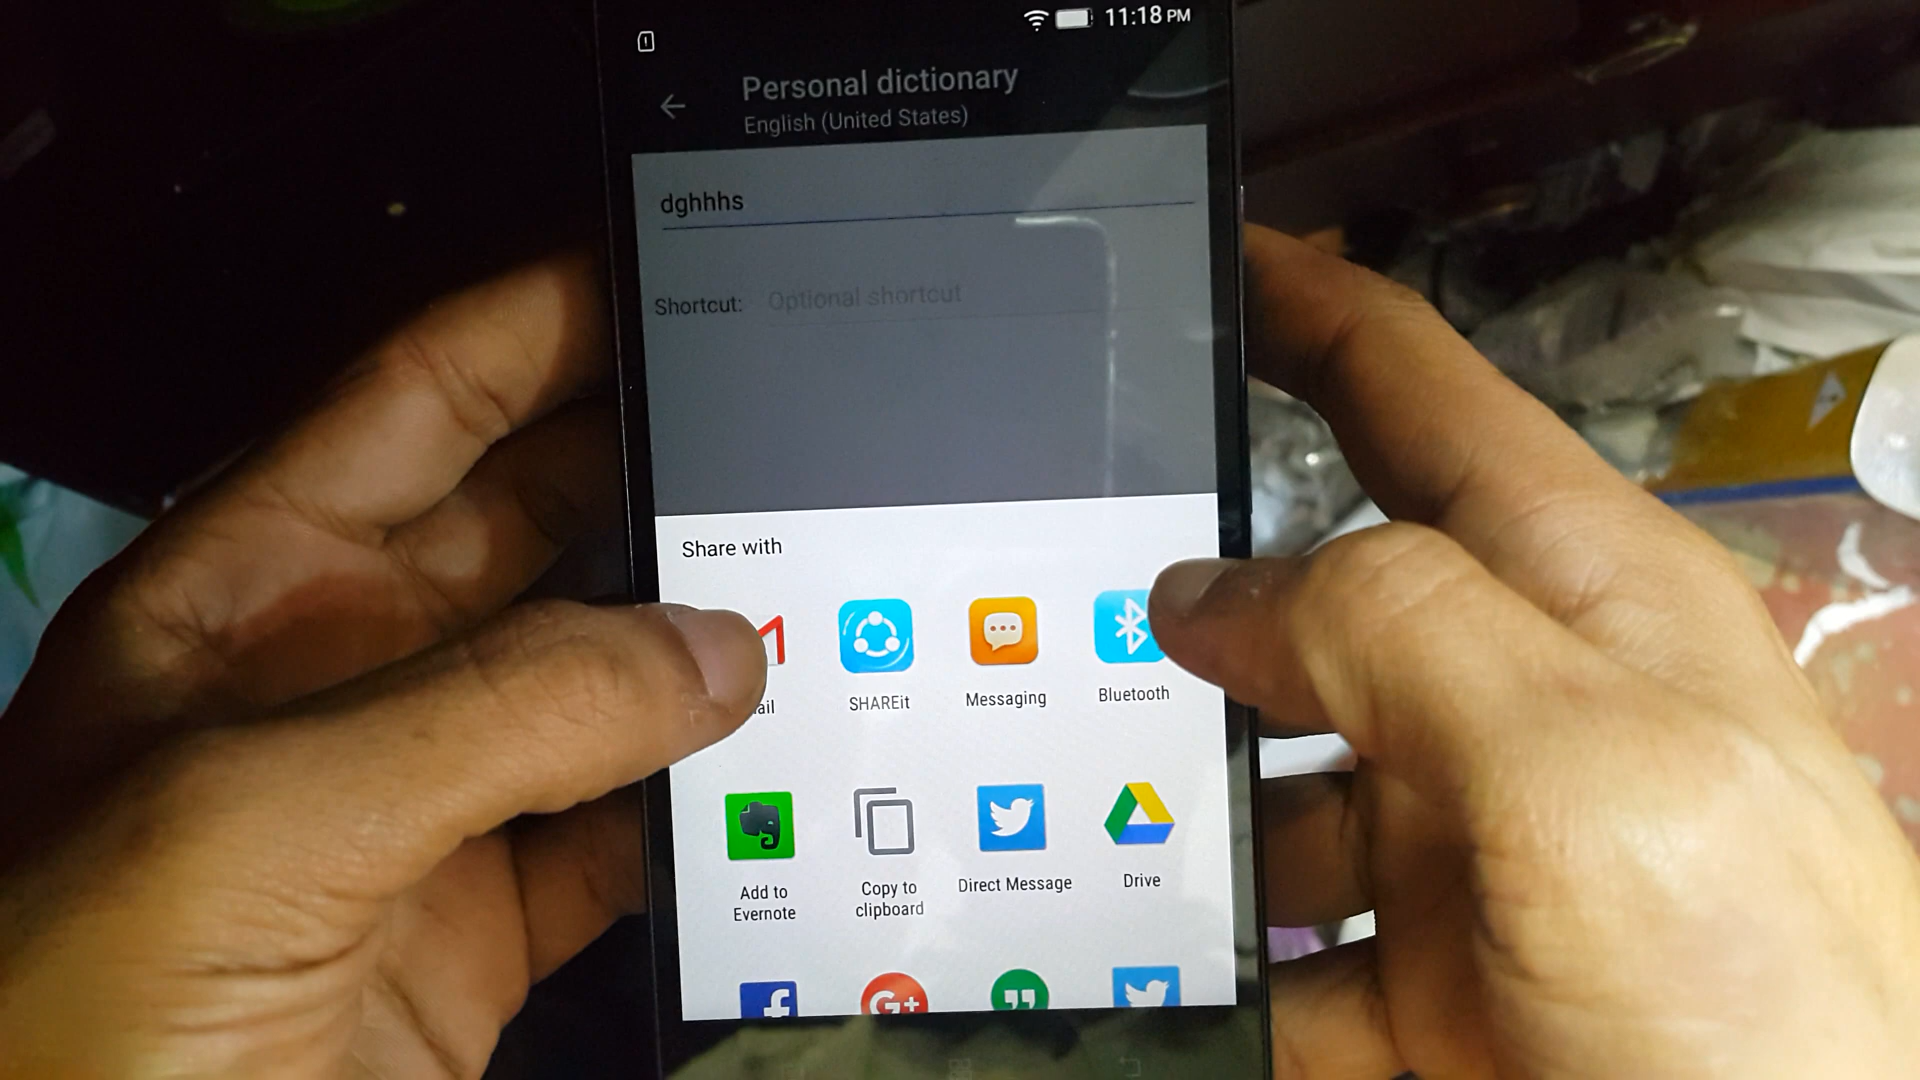 11:18 PM
Personal dictionary
English (United States)
dghhhs
Shortcut: Optional shortcut
Share with
ail SHAREit Messaging Bluetooth
Add to Evernote
Copy to clipboard
Direct Message
Drive
G+